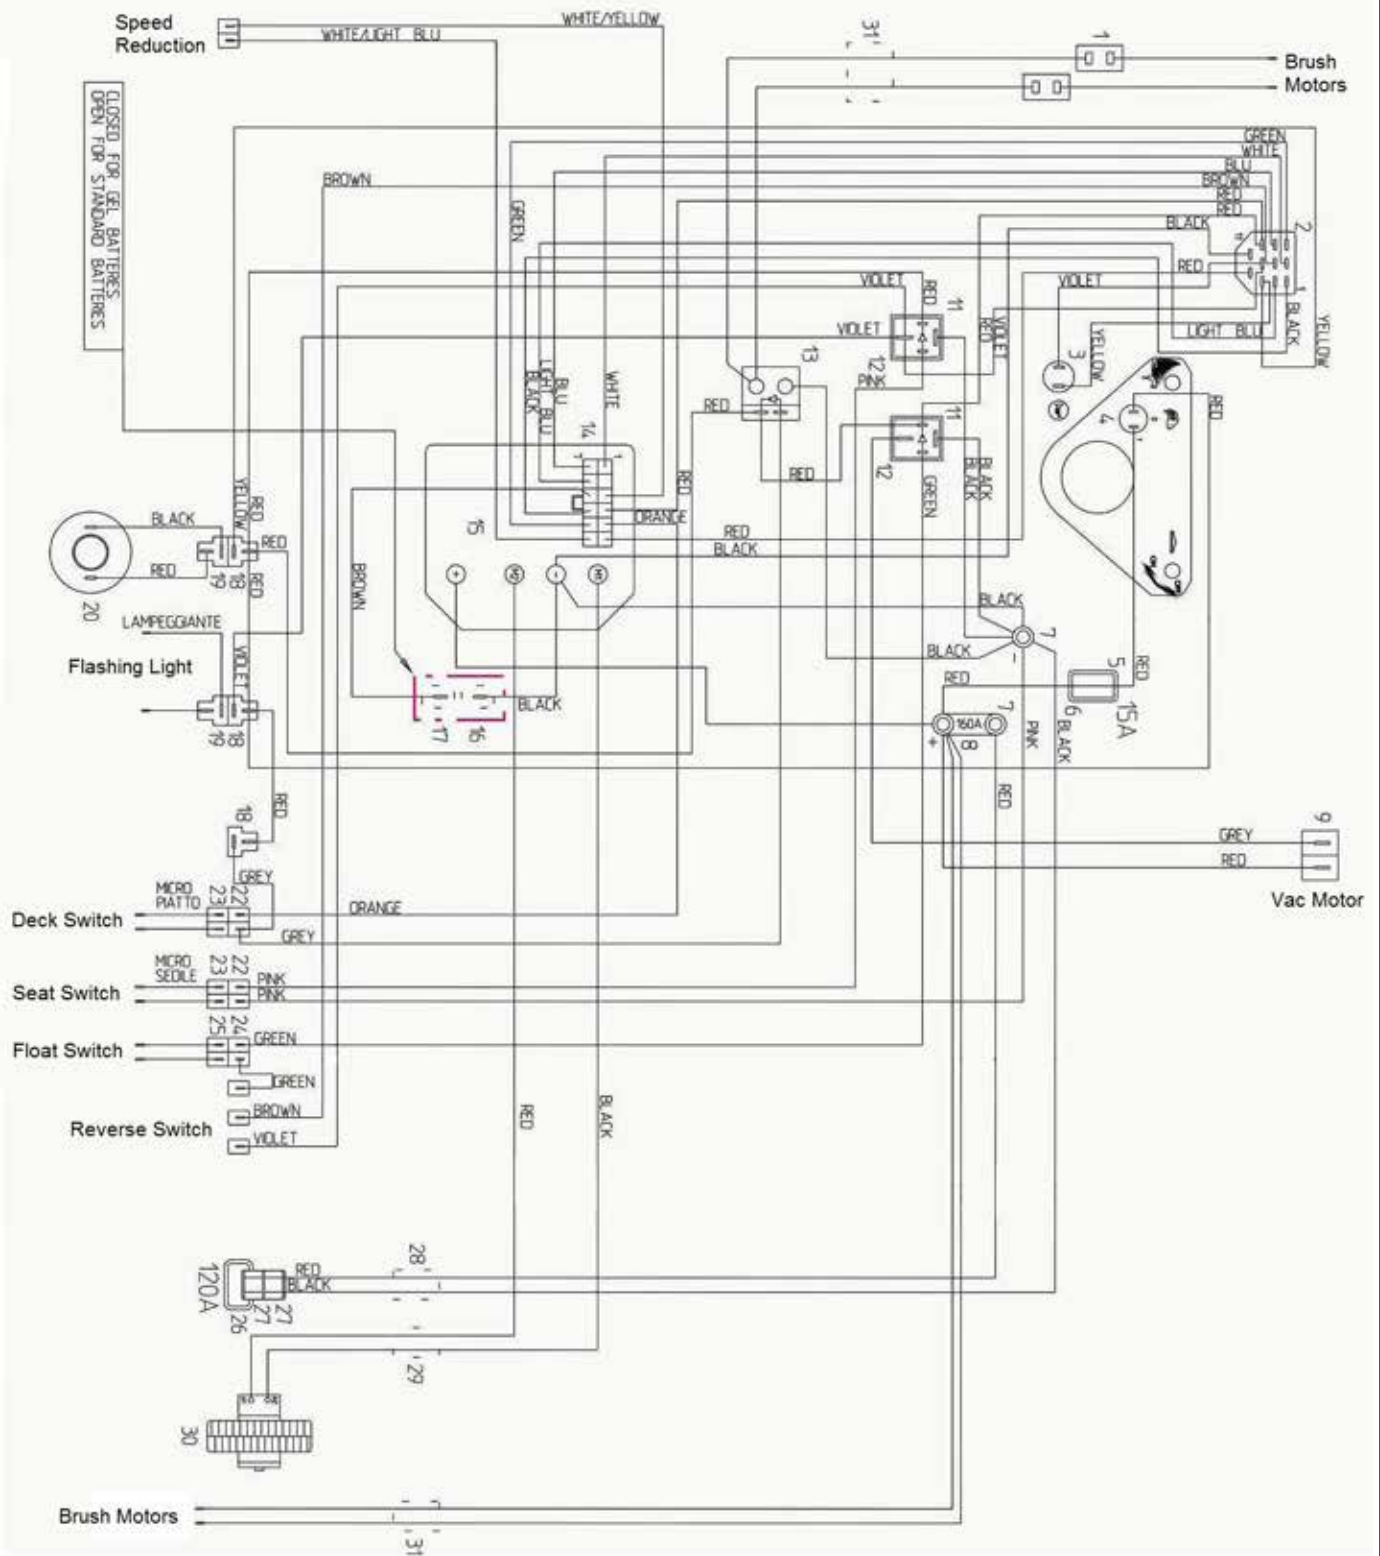 Speed
Reduction
WHITE/YELLOW
WHITE/LIGHT BLU
31
1
Brush
Motors
CLOSED FOR GEL BATTERIES
OPEN FOR STANDARD BATTERIES
GREEN
WHITE
BLU
BROWN
BROWN
RED
RED
BLACK
2
GREEN
RED
VIOLET
VIOLET
RED
11
1
BLACK
YELLOW
VIOLET
RED
VIOLET
LIGHT BLU
YELLOW
3
12
13
PINK
RED
LIGHT BLU
BLU
BLACK
WHITE
14
11
12
4
RED
RED
RED
BLACK
BLACK
GREEN
YELLOW
RED
15
ORANGE
RED
BLACK
BLACK
RED
RED
19
18
RED
20
BROWN
+
M2
-
M1
LAMPEGGIANTE
Flashing Light
VIOLET
BLACK
7
-
BLACK
RED
5
RED
6
15A
BLACK
17
16
19
18
160A
7
+
8
PINK
BLACK
RED
RED
18
9
GREY
RED
Vac Motor
GREY
MICRO
PIATTO
23
22
Deck Switch
ORANGE
GREY
MICRO
SEDILE
23
22
PINK
PINK
Seat Switch
25
24
GREEN
Float Switch
GREEN
BROWN
Reverse Switch
VIOLET
RED
BLACK
28
RED
BLACK
120A
26
27
27
29
30
Brush Motors
31